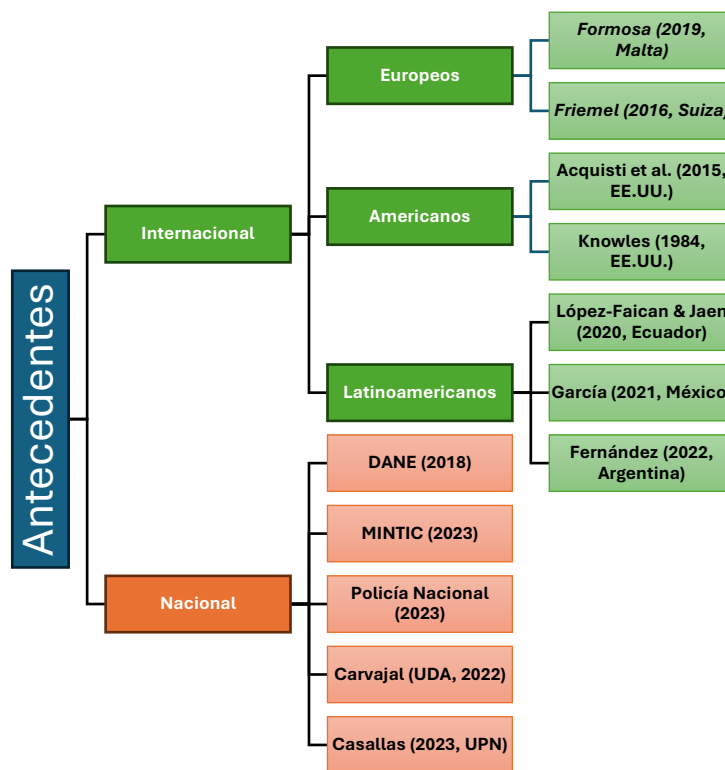 Antecedentes
Internacional
Europeos
Formosa (2019,
Malta)
Friemel (2016, Suiza)
Americanos
Acquisti et al. (2015,
EE.UU.)
Knowles (1984,
EE.UU.)
Latinoamericanos
López-Faican & Jaen
(2020, Ecuador)
García (2021, México)
Fernández (2022,
Argentina)
Nacional
DANE (2018)
MINTIC (2023)
Policía Nacional
(2023)
Carvajal (UDA, 2022)
Casallas (2023, UPN)